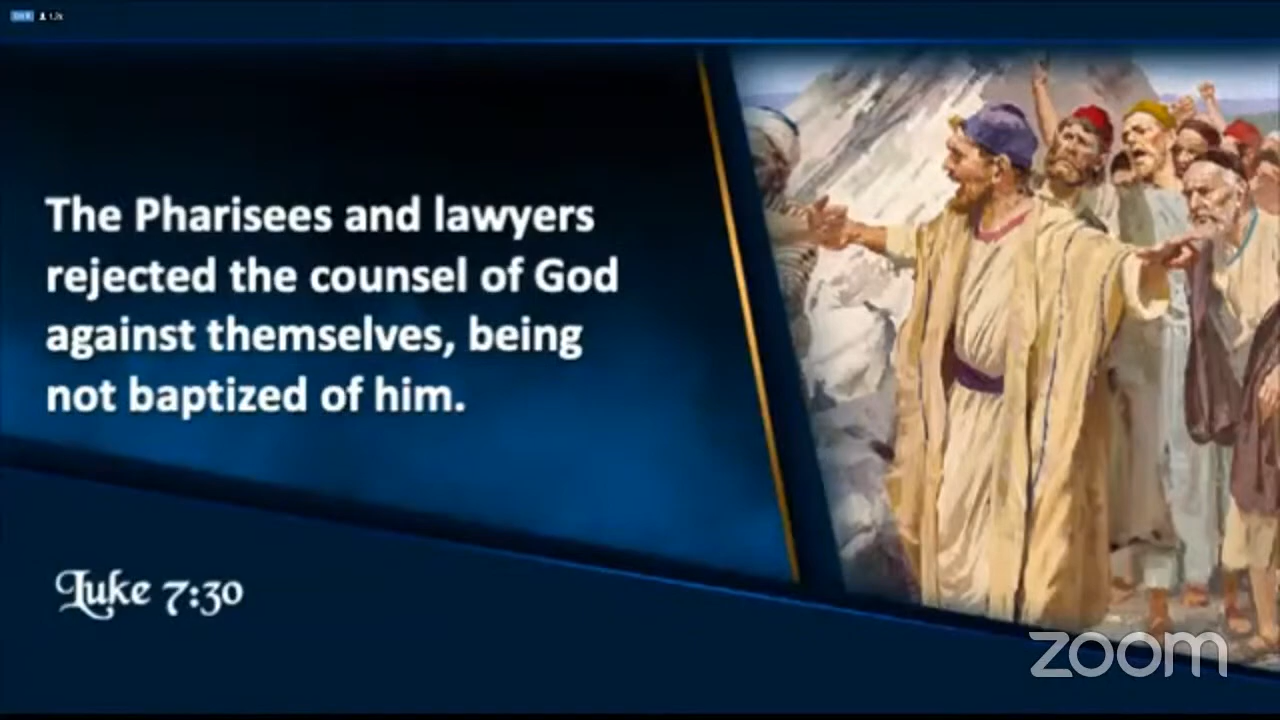 The Pharisees and lawyers
rejected the counsel of God
against themselves, being
not baptized of him.
Luke 7:30
zoom